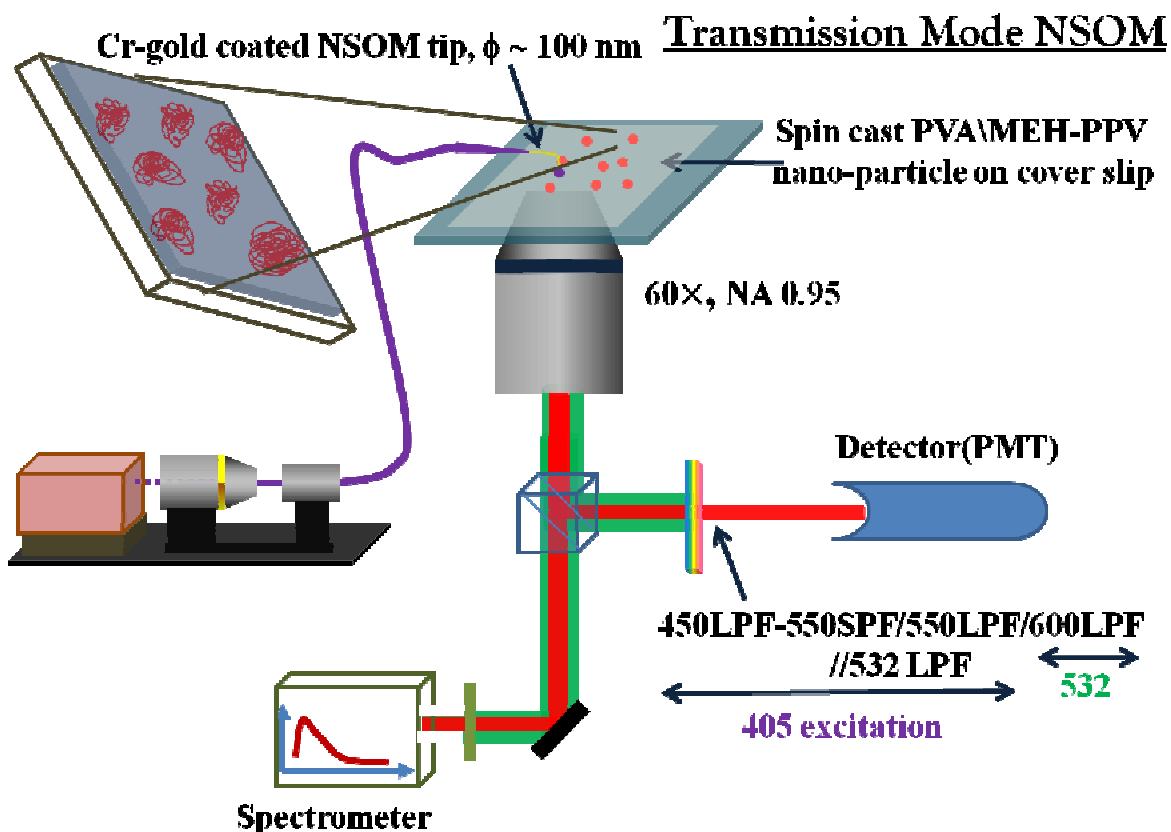 Transmission Mode NSOM
Cr-gold coated NSOM tip, ϕ ~ 100 nm
Spin cast PVA\MEH-PPV
nano-particle on cover slip
60×, NA 0.95
Detector(PMT)
450LPF-550SPF/550LPF/600LPF
//532 LPF
532
405 excitation
Spectrometer